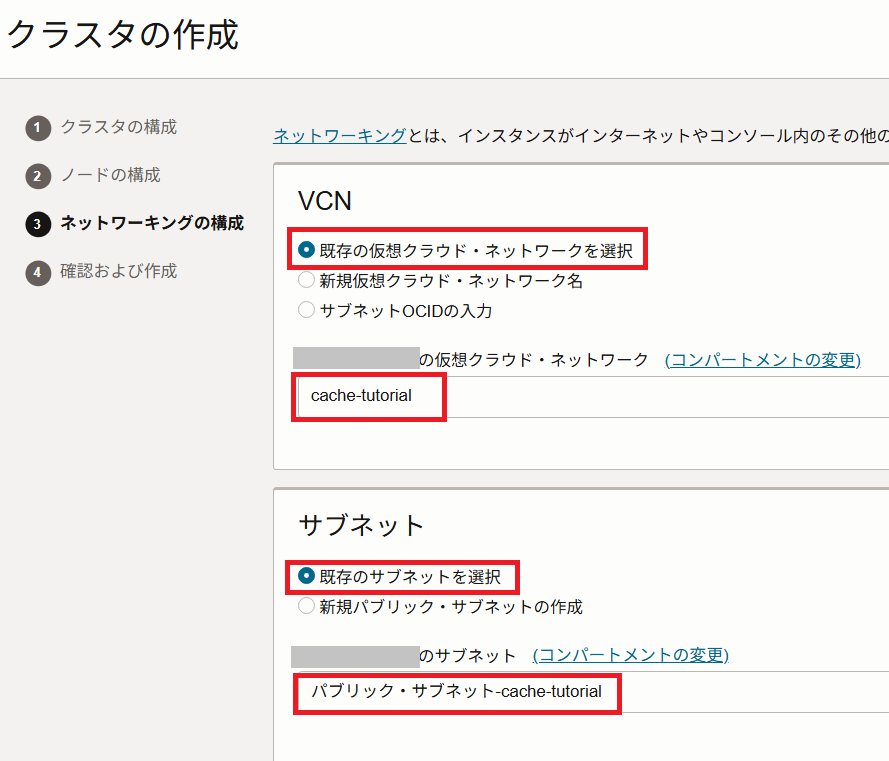 クラスタの作成
1 クラスタの構成
2 ノードの構成
3 ネットワーキングの構成
4 確認および作成
ネットワーキングとは、インスタンスがインターネットやコンソール内のその他の
VCN
既存の仮想クラウド・ネットワークを選択
新規仮想クラウド・ネットワーク名
サブネットOCIDの入力
の仮想クラウド・ネットワーク (コンパートメントの変更)
cache-tutorial
サブネット
既存のサブネットを選択
新規パブリック・サブネットの作成
のサブネット (コンパートメントの変更)
パブリック・サブネット-cache-tutorial